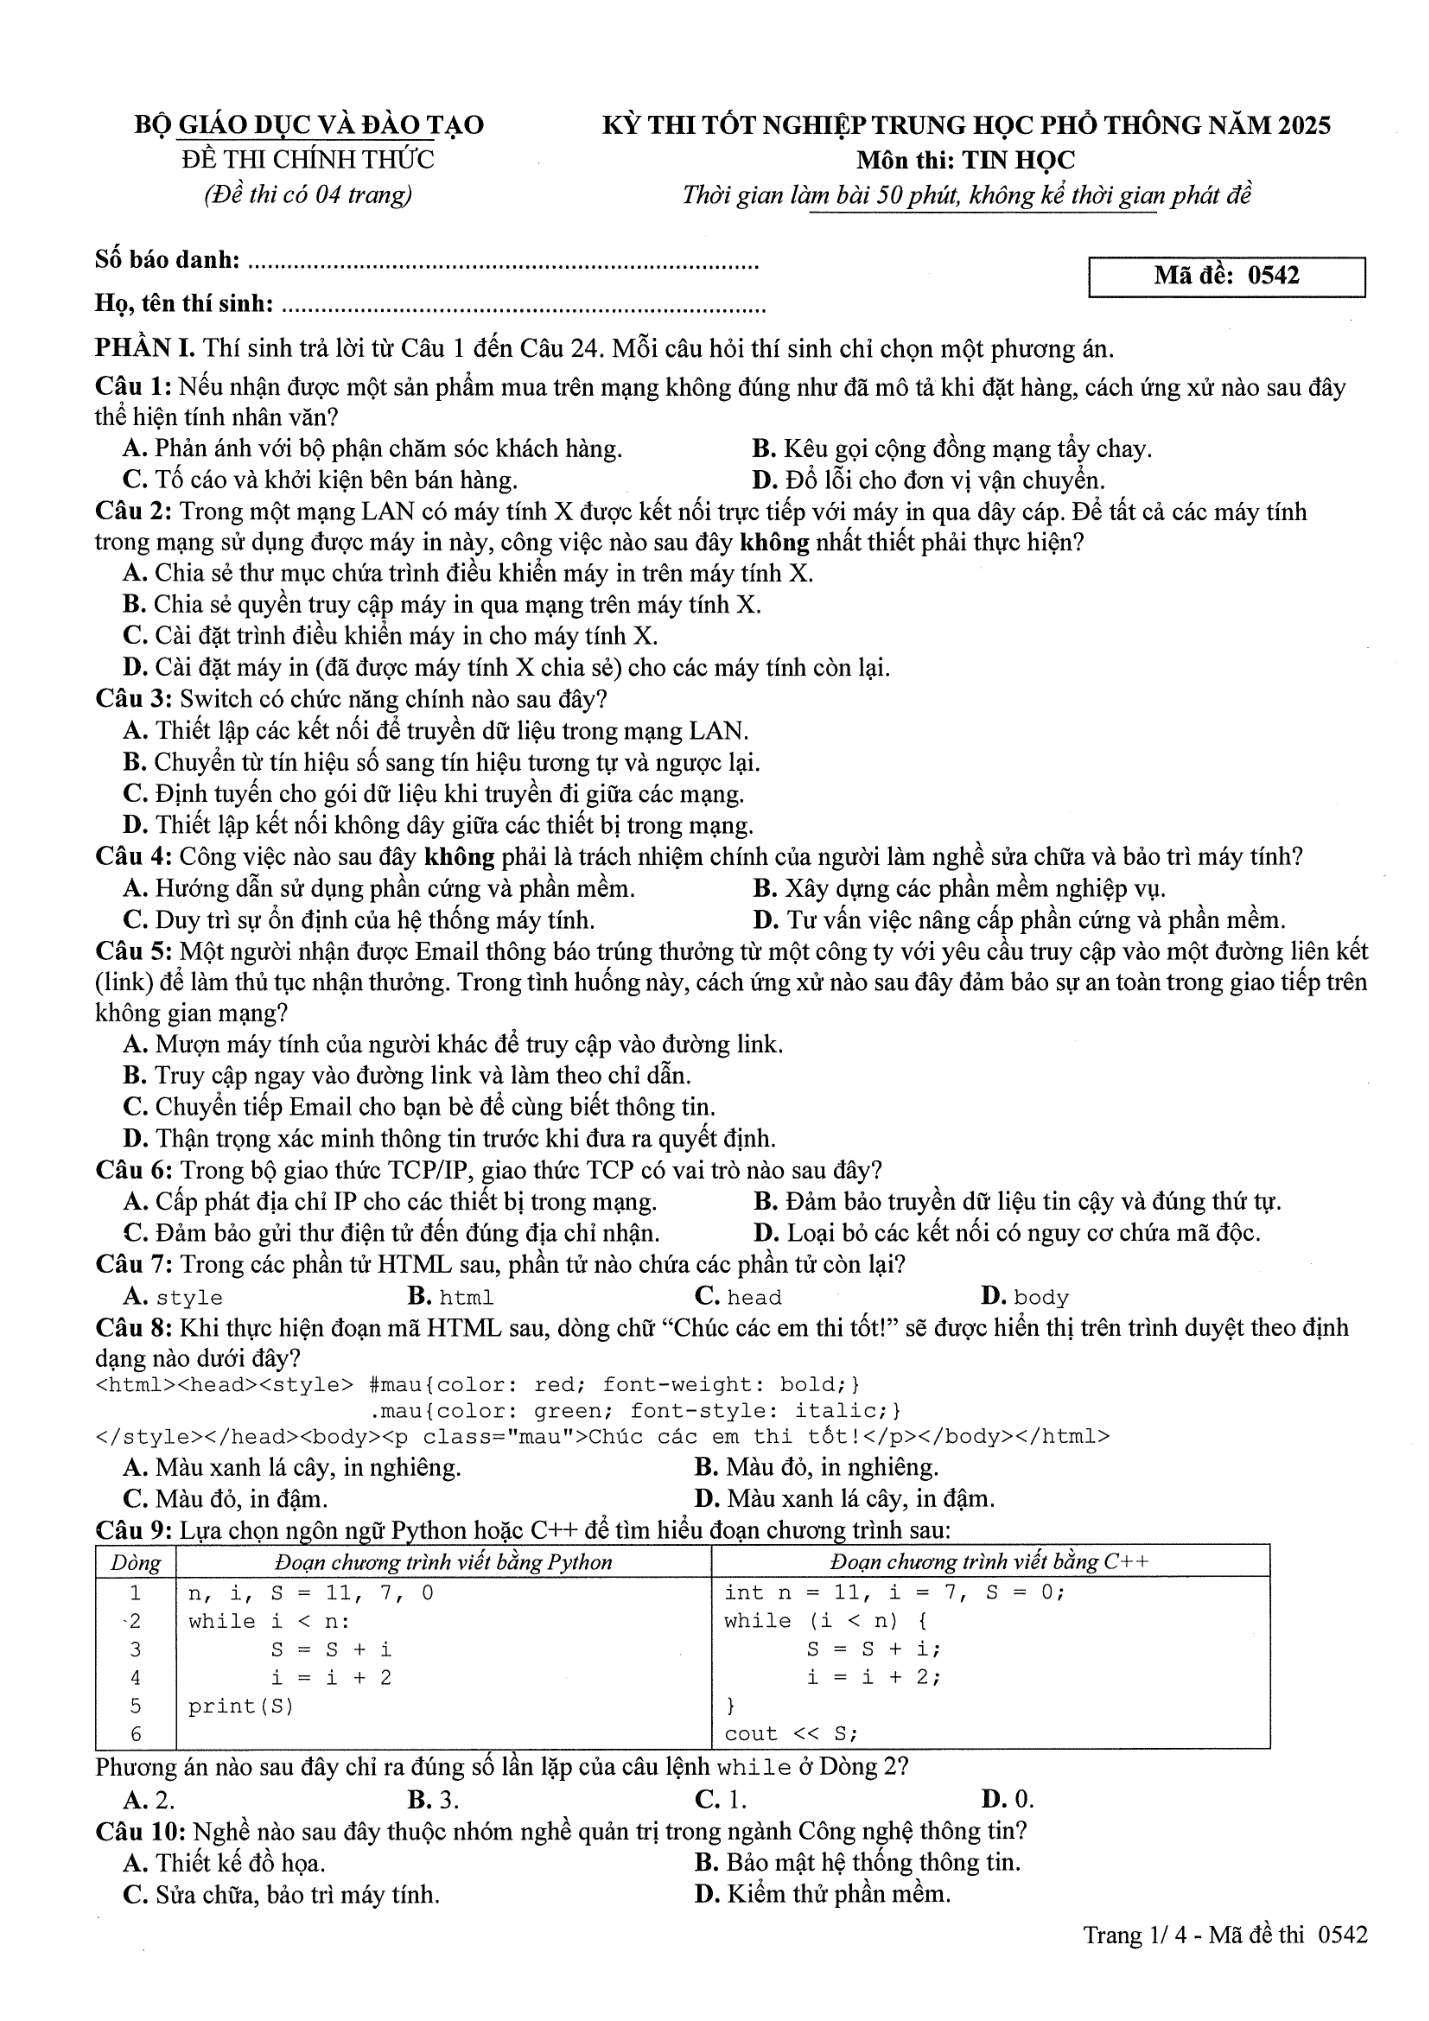 BỘ GIÁO DỤC VÀ ĐÀO TẠO
ĐỀ THI CHÍNH THỨC
(Đề thi có 04 trang)
KỲ THI TỐT NGHIỆP TRUNG HỌC PHỔ THÔNG NĂM 2025
Môn thi: TIN HỌC
Thời gian làm bài 50 phút, không kể thời gian phát đề
Số báo danh: ..............................................................................
Mã đề: 0542
Họ, tên thí sinh: ..........................................................................
PHẦN I. Thí sinh trả lời từ Câu 1 đến Câu 24. Mỗi câu hỏi thí sinh chỉ chọn một phương án.
Câu 1: Nếu nhận được một sản phẩm mua trên mạng không đúng như đã mô tả khi đặt hàng, cách ứng xử nào sau đây
thể hiện tính nhân văn?
A. Phản ánh với bộ phận chăm sóc khách hàng. B. Kêu gọi cộng đồng mạng tẩy chay.
C. Tố cáo và khởi kiện bên bán hàng. D. Đổ lỗi cho đơn vị vận chuyển.
Câu 2: Trong một mạng LAN có máy tính X được kết nối trực tiếp với máy in qua dây cáp. Để tất cả các máy tính
trong mạng sử dụng được máy in này, công việc nào sau đây không nhất thiết phải thực hiện?
A. Chia sẻ thư mục chứa trình điều khiển máy in trên máy tính X.
B. Chia sẻ quyền truy cập máy in qua mạng trên máy tính X.
C. Cài đặt trình điều khiển máy in cho máy tính X.
D. Cài đặt máy in (đã được máy tính X chia sẻ) cho các máy tính còn lại.
Câu 3: Switch có chức năng chính nào sau đây?
A. Thiết lập các kết nối để truyền dữ liệu trong mạng LAN.
B. Chuyển từ tín hiệu số sang tín hiệu tương tự và ngược lại.
C. Định tuyến cho gói dữ liệu khi truyền đi giữa các mạng.
D. Thiết lập kết nối không dây giữa các thiết bị trong mạng.
Câu 4: Công việc nào sau đây không phải là trách nhiệm chính của người làm nghề sửa chữa và bảo trì máy tính?
A. Hướng dẫn sử dụng phần cứng và phần mềm. B. Xây dựng các phần mềm nghiệp vụ.
C. Duy trì sự ổn định của hệ thống máy tính. D. Tư vấn việc nâng cấp phần cứng và phần mềm.
Câu 5: Một người nhận được Email thông báo trúng thưởng từ một công ty với yêu cầu truy cập vào một đường liên kết
(link) để làm thủ tục nhận thưởng. Trong tình huống này, cách ứng xử nào sau đây đảm bảo sự an toàn trong giao tiếp trên
không gian mạng?
A. Mượn máy tính của người khác để truy cập vào đường link.
B. Truy cập ngay vào đường link và làm theo chỉ dẫn.
C. Chuyển tiếp Email cho bạn bè để cùng biết thông tin.
D. Thận trọng xác minh thông tin trước khi đưa ra quyết định.
Câu 6: Trong bộ giao thức TCP/IP, giao thức TCP có vai trò nào sau đây?
A. Cấp phát địa chỉ IP cho các thiết bị trong mạng. B. Đảm bảo truyền dữ liệu tin cậy và đúng thứ tự.
C. Đảm bảo gửi thư điện tử đến đúng địa chỉ nhận. D. Loại bỏ các kết nối có nguy cơ chứa mã độc.
Câu 7: Trong các phần tử HTML sau, phần tử nào chứa các phần tử còn lại?
A. style B. html C. head D. body
Câu 8: Khi thực hiện đoạn mã HTML sau, dòng chữ “Chúc các em thi tốt!” sẽ được hiển thị trên trình duyệt theo định
dạng nào dưới đây?
<html><head><style> #mau{color: red; font-weight: bold;}
.mau{color: green; font-style: italic;}
</style></head><body><p class="mau">Chúc các em thi tốt!</p></body></html>
A. Màu xanh lá cây, in nghiêng. B. Màu đỏ, in nghiêng.
C. Màu đỏ, in đậm. D. Màu xanh lá cây, in đậm.
Câu 9: Lựa chọn ngôn ngữ Python hoặc C++ để tìm hiểu đoạn chương trình sau:
Dòng Đoạn chương trình viết bằng Python Đoạn chương trình viết bằng C++
1 n, i, S = 11, 7, 0 int n = 11, i = 7, S = 0;
2 while i < n: while (i < n) {
3 S = S + i S = S + i;
4 i = i + 2 i = i + 2;
5 print(S) }
6 cout << S;
Phương án nào sau đây chỉ ra đúng số lần lặp của câu lệnh while ở Dòng 2?
A. 2. B. 3. C. 1. D. 0.
Câu 10: Nghề nào sau đây thuộc nhóm nghề quản trị trong ngành Công nghệ thông tin?
A. Thiết kế đồ họa. B. Bảo mật hệ thống thông tin.
C. Sửa chữa, bảo trì máy tính. D. Kiểm thử phần mềm.
Trang 1/ 4 - Mã đề thi 0542